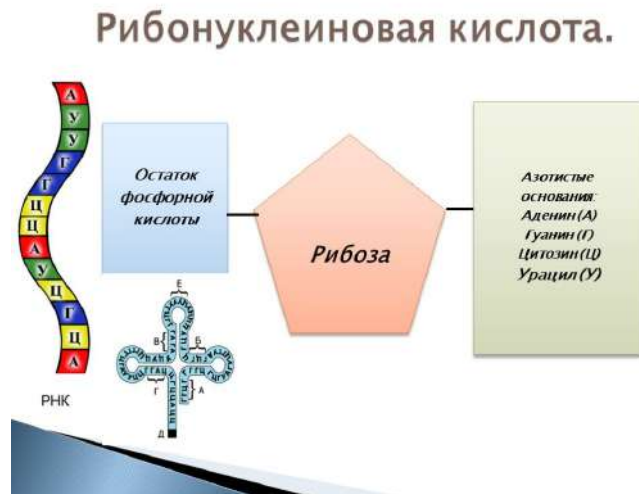 Рибонуклеиновая кислота.
А
У
У
Г
Г
Ц
Ц
А
У
Ц
Г
Ц
А
РНК
Остаток
фосфорной
кислоты
Рибоза
Азотистые
основания:
Аденин (А)
Гуанин (Г)
Цитозин (Ц)
Урацил (У)
Е
В
Б
Г
А
Д